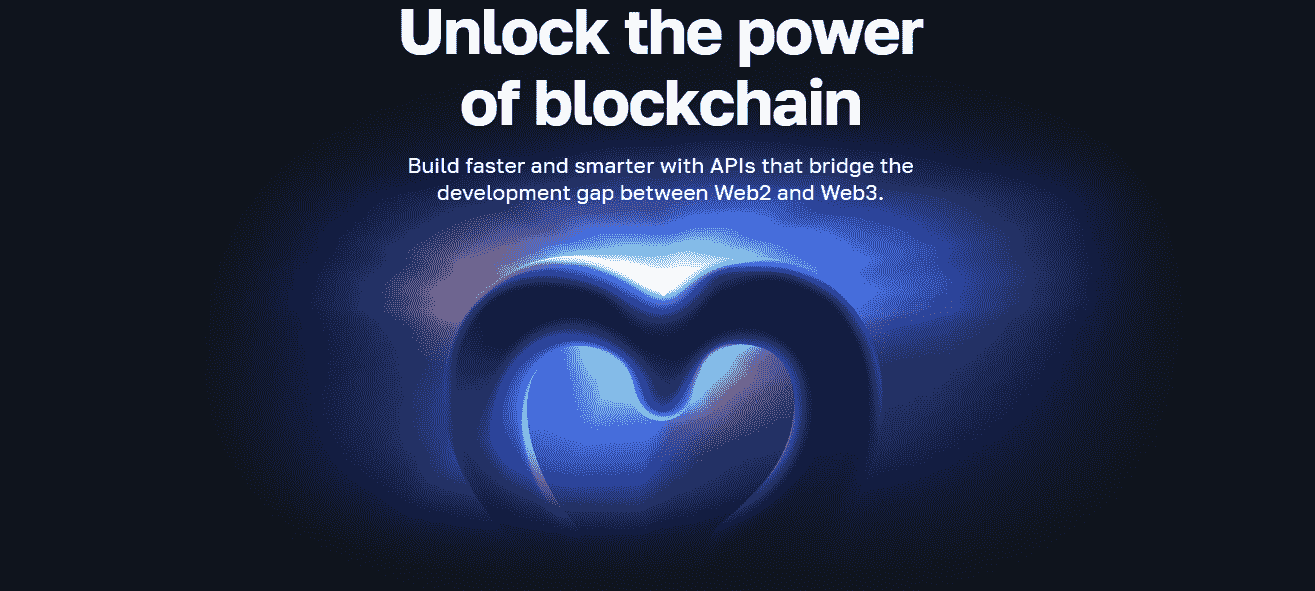 Unlock the power
of blockchain
Build faster and smarter with APIs that bridge the
development gap between Web2 and Web3.